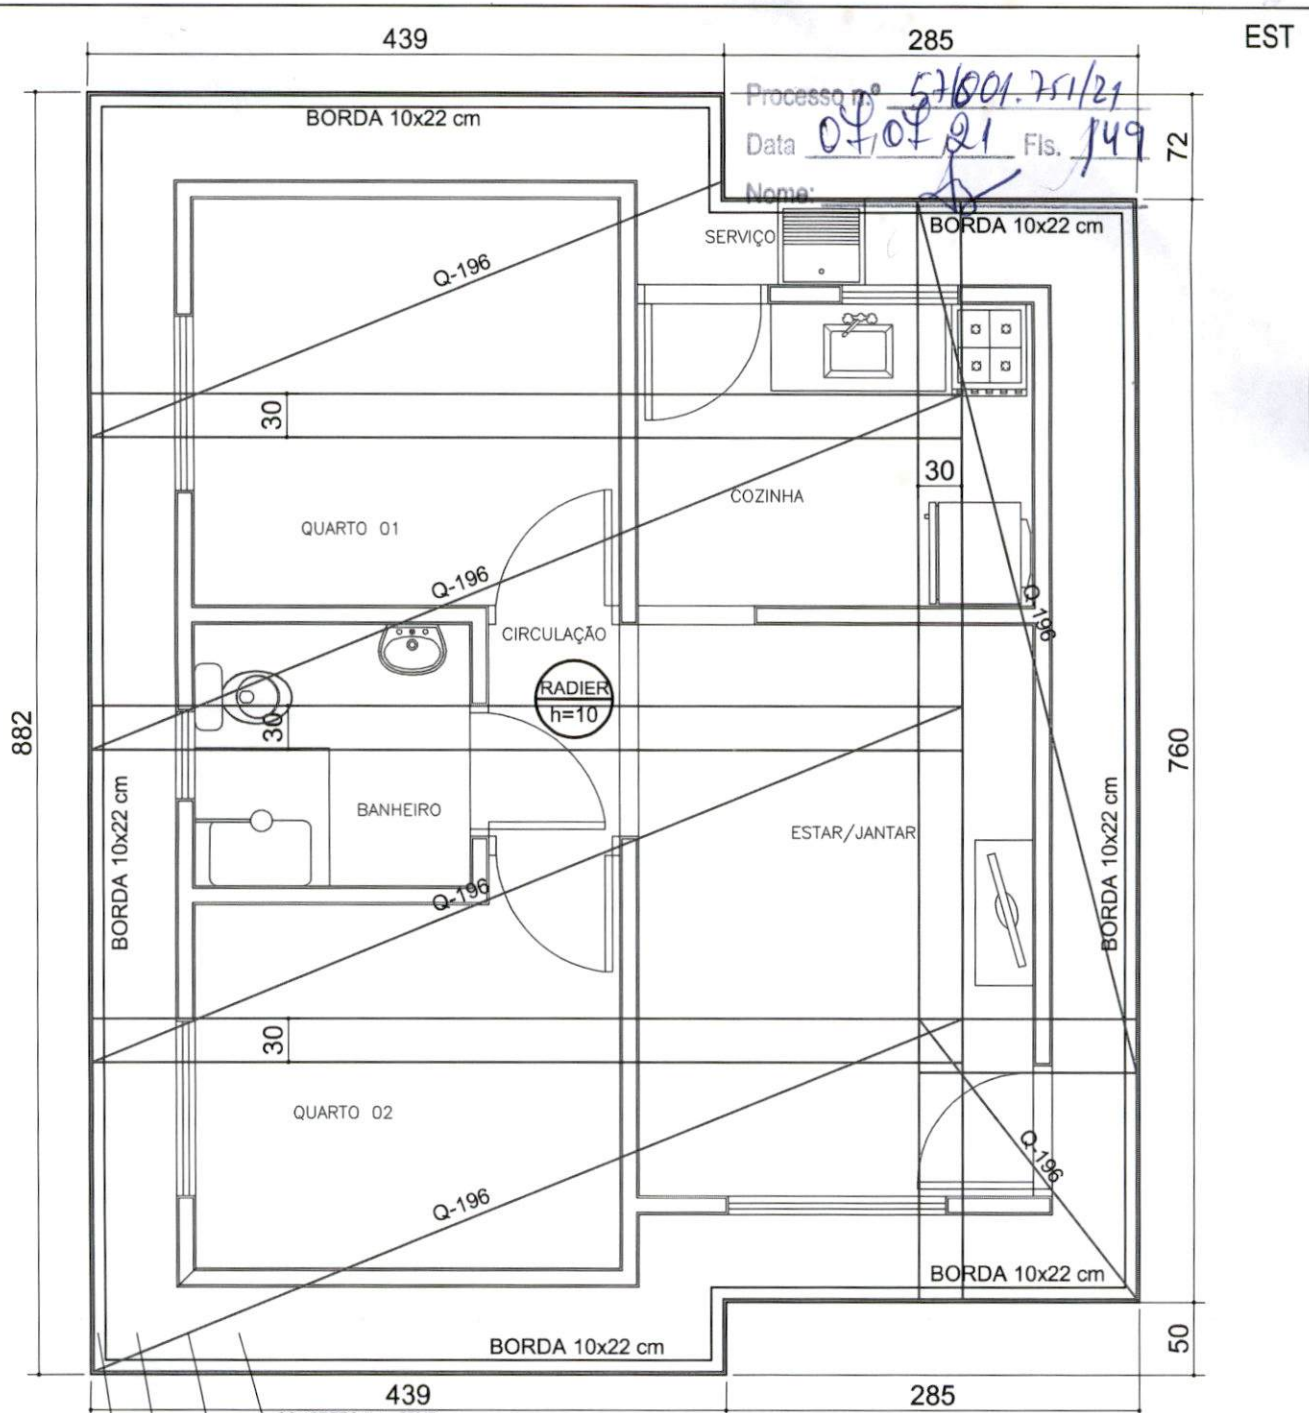 439
285
EST
BORDA 10x22 cm
Processo n.º 57/001.751/21
Data 07/07/21 Fls. 149
Nome:
72
SERVIÇO
BORDA 10x22 cm
Q-196
30
30
COZINHA
QUARTO 01
Q-196
Q-196
CIRCULAÇÃO
RADIER
h=10
882
30
760
BORDA 10x22 cm
BANHEIRO
ESTAR/JANTAR
BORDA 10x22 cm
Q-196
30
QUARTO 02
Q-196
Q-196
BORDA 10x22 cm
BORDA 10x22 cm
50
439
285